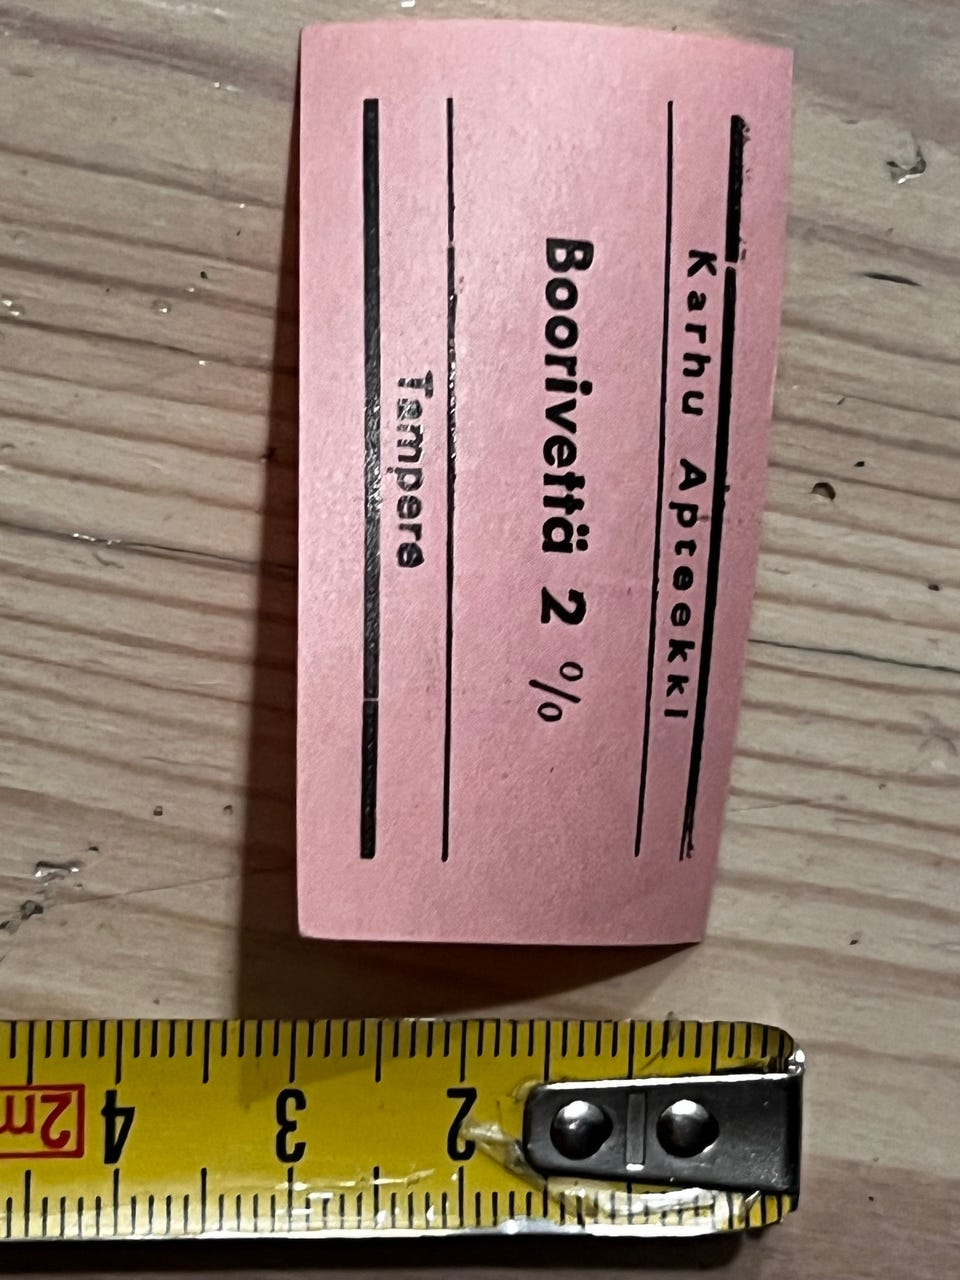 Karhu Apteekki
Boorivettä 2 %
Tampere
2m 4 3 2